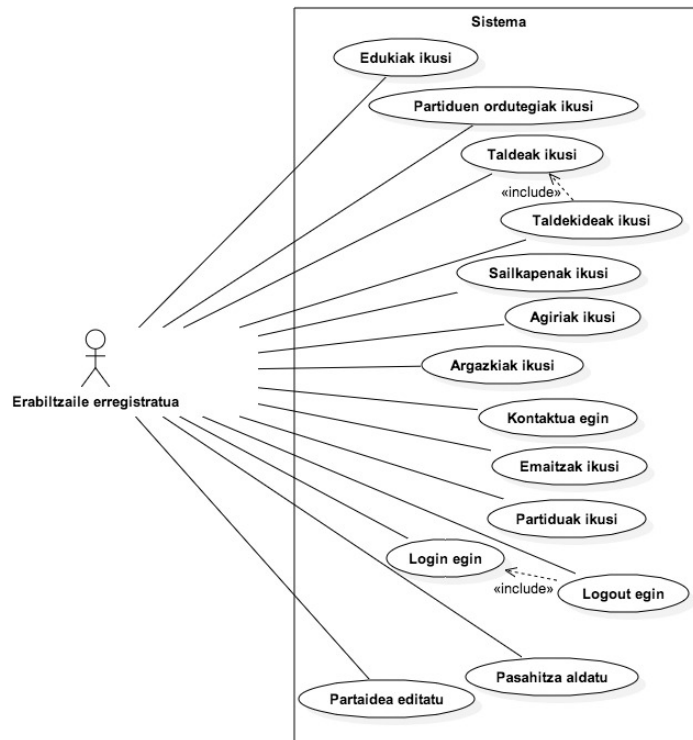 Sistema
Edukiak ikusi
Partiduen ordutegiak ikusi
Taldeak ikusi
«include»
Taldekideak ikusi
Sailkapenak ikusi
Agiriak ikusi
Argazkiak ikusi
Erabiltzaile erregistratua
Kontaktua egin
Emaitzak ikusi
Partiduak ikusi
Login egin
«include»
Logout egin
Pasahitza aldatu
Partaidea editatu